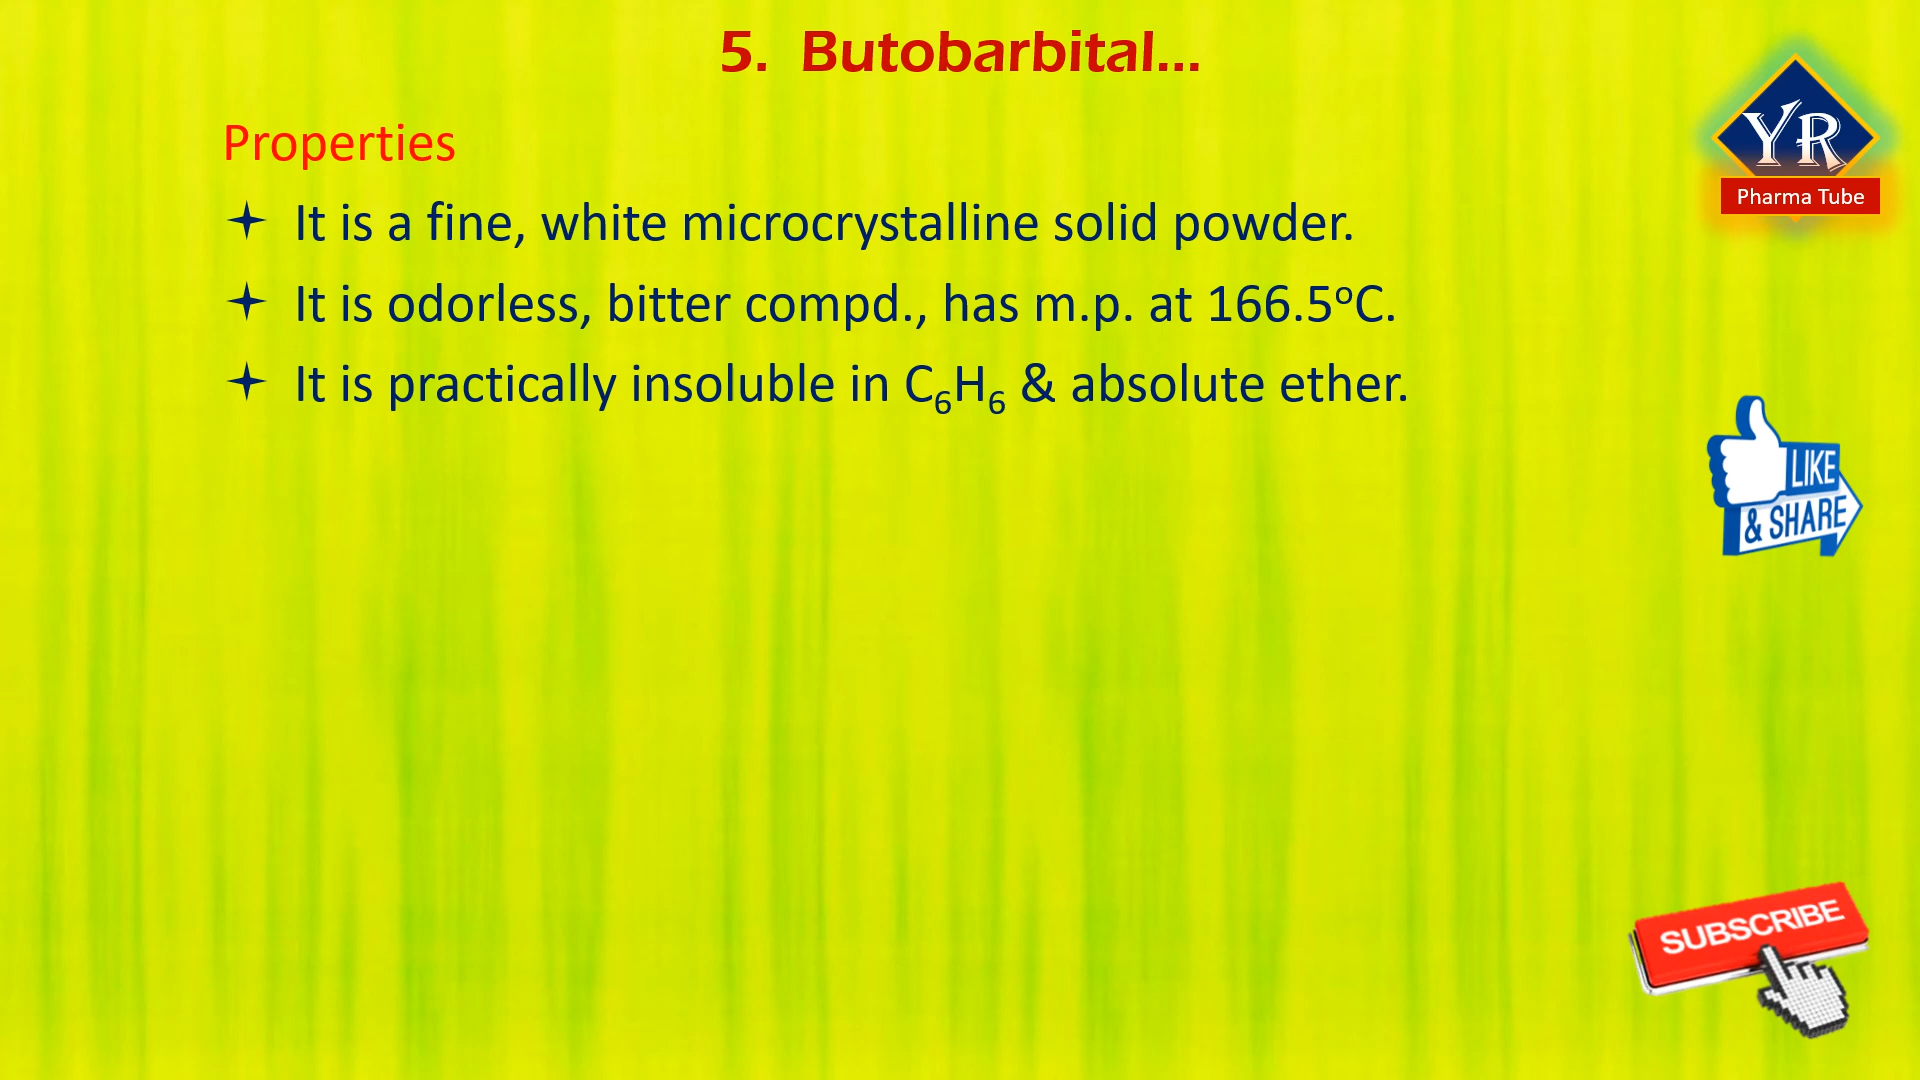 5. Butobarbital...
Properties
It is a fine, white microcrystalline solid powder.
It is odorless, bitter compd., has m.p. at 166.5ºC.
It is practically insoluble in C₆H₆ & absolute ether.
YR
Pharma Tube
LIKE
& SHARE
SUBSCRIBE